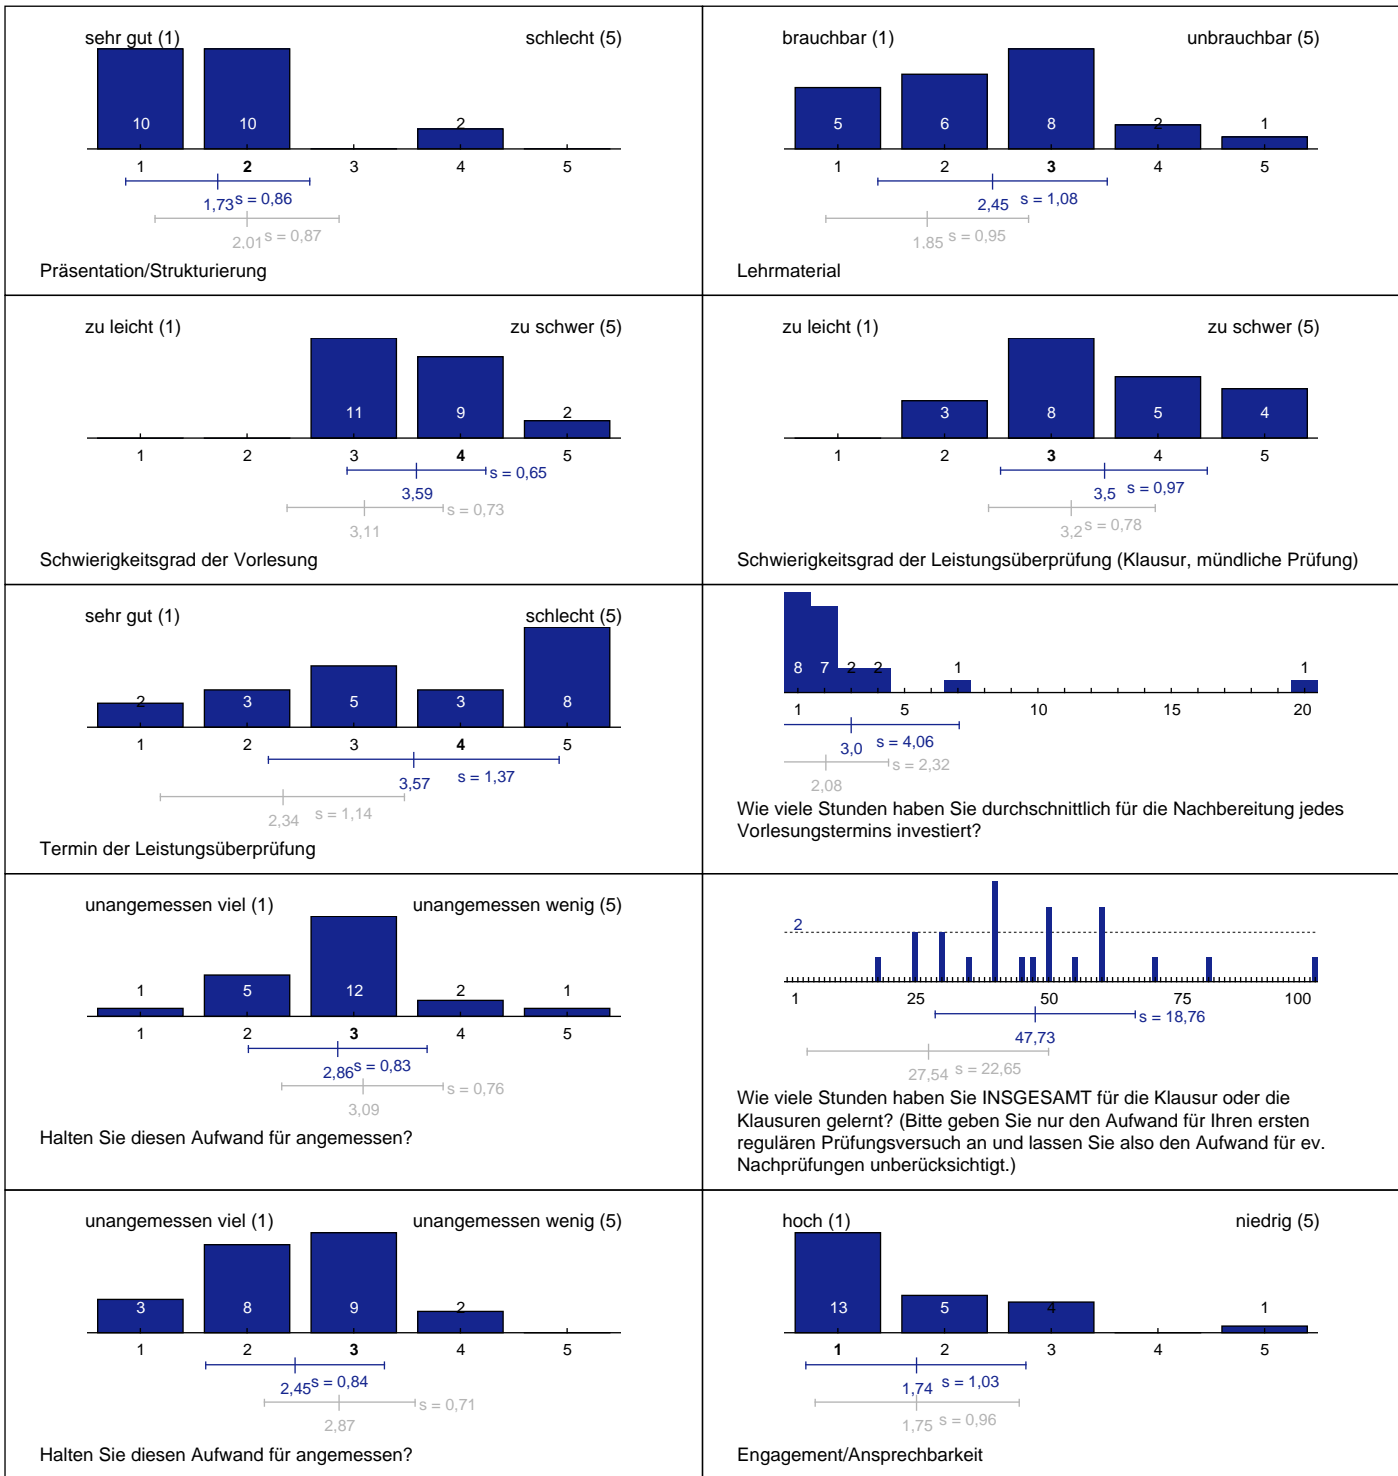 sehr gut (1) schlecht (5)
10 10 2
1 2 3 4 5
1,73 s = 0,86
2,01 s = 0,87
Präsentation/Strukturierung
brauchbar (1) unbrauchbar (5)
5 6 8 2 1
1 2 3 4 5
2,45 s = 1,08
1,85 s = 0,95
Lehrmaterial
zu leicht (1) zu schwer (5)
11 9 2
1 2 3 4 5
3,59 s = 0,65
3,11 s = 0,73
Schwierigkeitsgrad der Vorlesung
zu leicht (1) zu schwer (5)
3 8 5 4
1 2 3 4 5
3,5 s = 0,97
3,2 s = 0,78
Schwierigkeitsgrad der Leistungsüberprüfung (Klausur, mündliche Prüfung)
sehr gut (1) schlecht (5)
2 3 5 3 8
1 2 3 4 5
3,57 s = 1,37
2,34 s = 1,14
Termin der Leistungsüberprüfung
8 7 2 2 1 1
1 5 10 15 20
3,0 s = 4,06
2,08 s = 2,32
Wie viele Stunden haben Sie durchschnittlich für die Nachbereitung jedes
Vorlesungstermins investiert?
unangemessen viel (1) unangemessen wenig (5)
1 5 12 2 1
1 2 3 4 5
2,86 s = 0,83
3,09 s = 0,76
Halten Sie diesen Aufwand für angemessen?
2
1 25 50 75 100
47,73 s = 18,76
27,54 s = 22,65
Wie viele Stunden haben Sie INSGESAMT für die Klausur oder die
Klausuren gelernt? (Bitte geben Sie nur den Aufwand für Ihren ersten
regulären Prüfungsversuch an und lassen Sie also den Aufwand für ev.
Nachprüfungen unberücksichtigt.)
unangemessen viel (1) unangemessen wenig (5)
3 8 9 2
1 2 3 4 5
2,45 s = 0,84
2,87 s = 0,71
Halten Sie diesen Aufwand für angemessen?
hoch (1) niedrig (5)
13 5 4 1
1 2 3 4 5
1,74 s = 1,03
1,75 s = 0,96
Engagement/Ansprechbarkeit